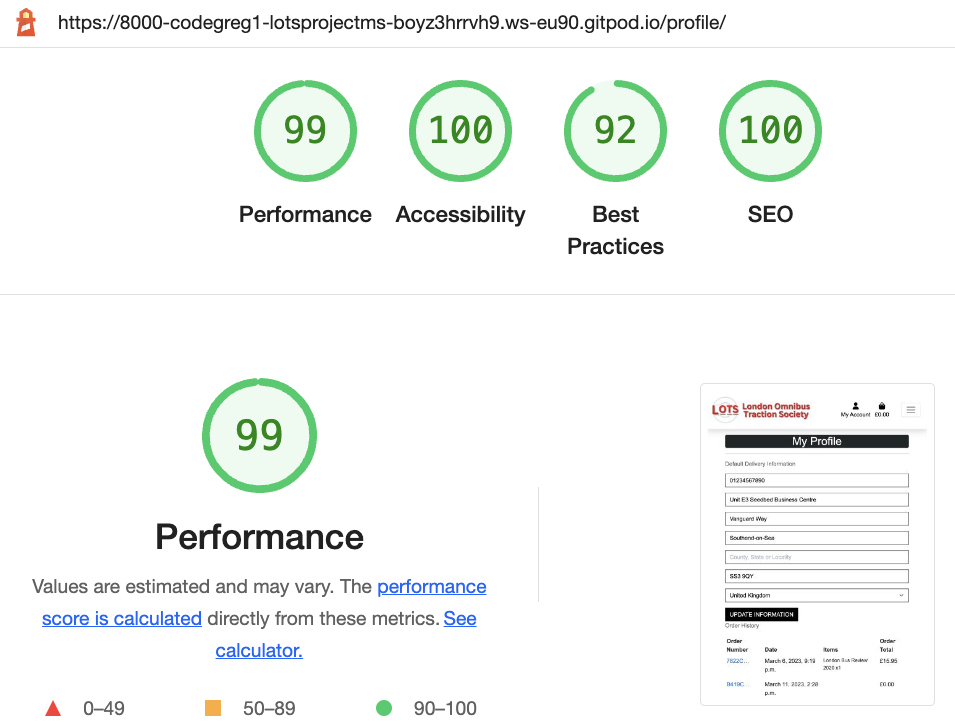 https://8000-codegreg1-lotsprojectms-boyz3hrrvh9.ws-eu90.gitpod.io/profile/
99
100
92
100
Performance
Accessibility
Best
Practices
SEO
99
Performance
Values are estimated and may vary. The performance
score is calculated directly from these metrics. See
calculator.
0–49
50–89
90–100
LOTS London Omnibus
Traction Society
My Account £0.00
My Profile
Default Delivery Information
01234567890
Unit E3 Seedbed Business Centre
Vanguard Way
Southend-on-Sea
County, State or Locality
SS3 9QY
United Kingdom
UPDATE INFORMATION
Order History
Order
Number
Date
Items
Order
Total
7622C...
March 6, 2023, 9:19
p.m.
London Bus Review
2020 x1
£15.95
8419C...
March 11, 2023, 2:26
p.m.
£0.00